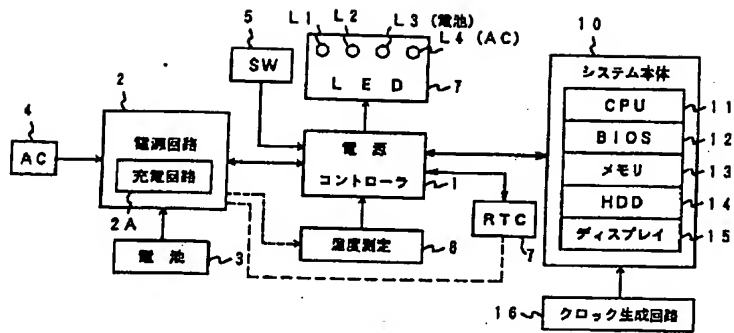 L1 L2 L3(電池)
L4(AC)
5
SW
LED
7
10
システム本体
CPU
11
BIOS
12
メモリ
13
HDD
14
ディスプレイ
15
2
4
AC
電源回路
充電回路
2A
電源
コントローラ
1
RTC
7
電池
3
温度測定
6
16
クロック生成回路